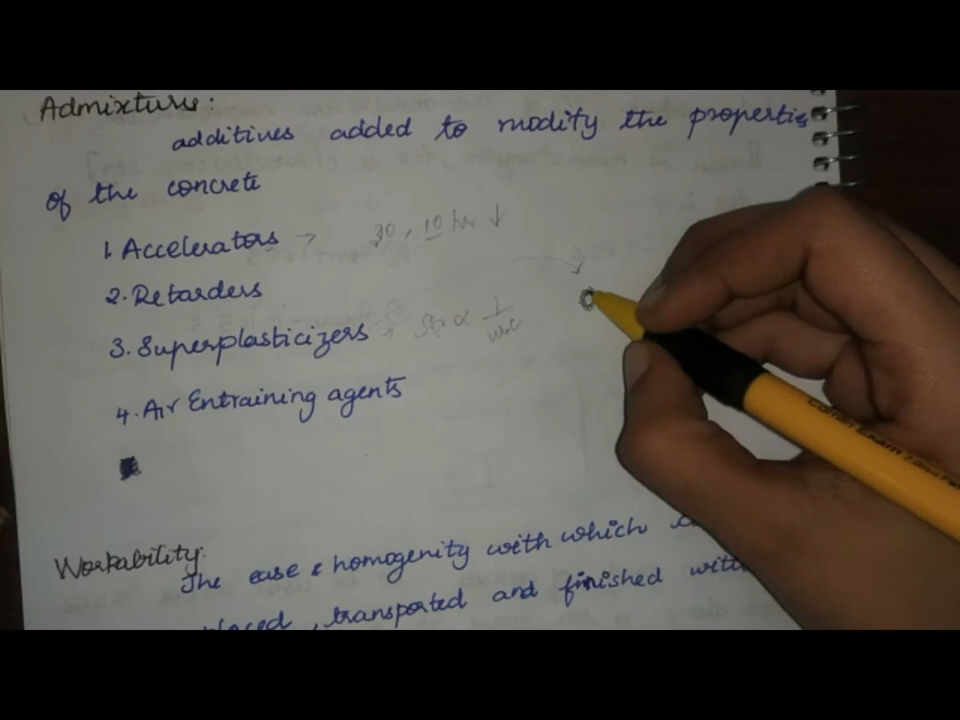 Admixture:
additives added to modify the properties
of the concrete
1. Accelerators → 30, 10 hr ↓
2. Retarders
3. Superplasticizers → Str ∝ 1/w.c
4. Air Entraining agents
Workability:
The ease & homogenity with which
placed, transported and finished